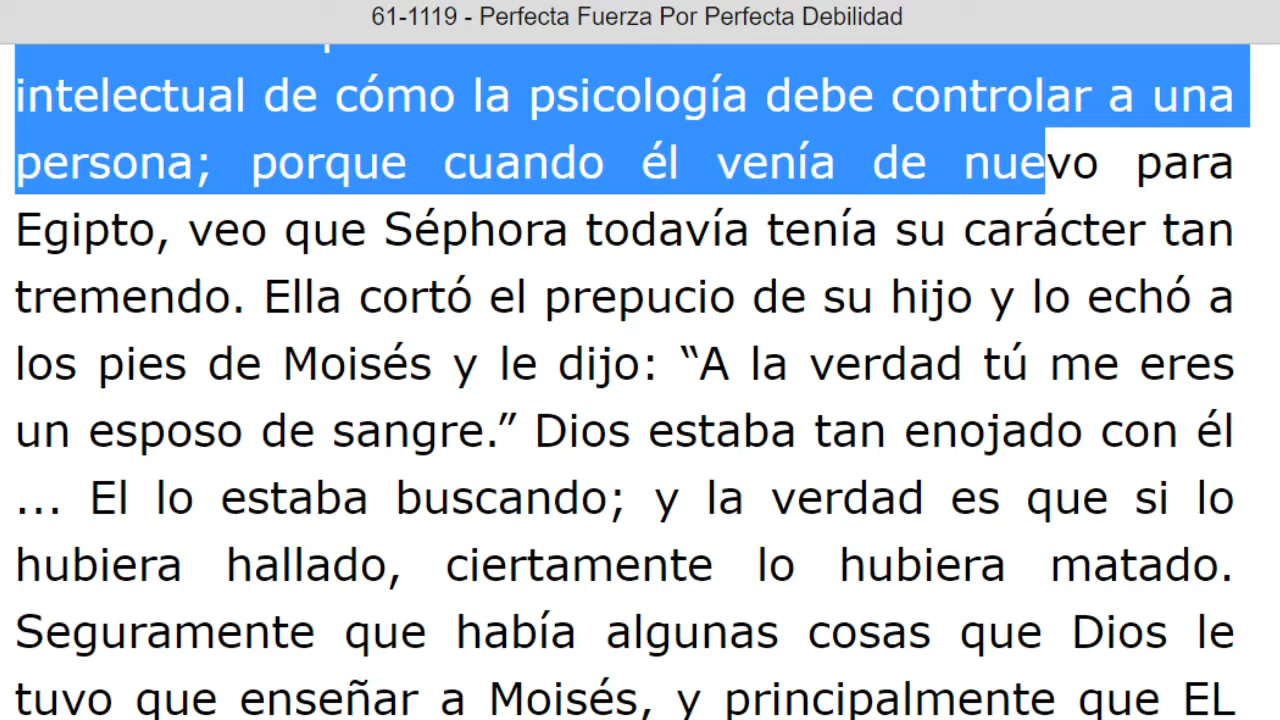 61-1119 - Perfecta Fuerza Por Perfecta Debilidad
intelectual de cómo la psicología debe controlar a una
persona; porque cuando él venía de nuevo para
Egipto, veo que Séphora todavía tenía su carácter tan
tremendo. Ella cortó el prepucio de su hijo y lo echó a
los pies de Moisés y le dijo: “A la verdad tú me eres
un esposo de sangre.” Dios estaba tan enojado con él
... El lo estaba buscando; y la verdad es que si lo
hubiera hallado, ciertamente lo hubiera matado.
Seguramente que había algunas cosas que Dios le
tuvo que enseñar a Moisés, y principalmente que EL